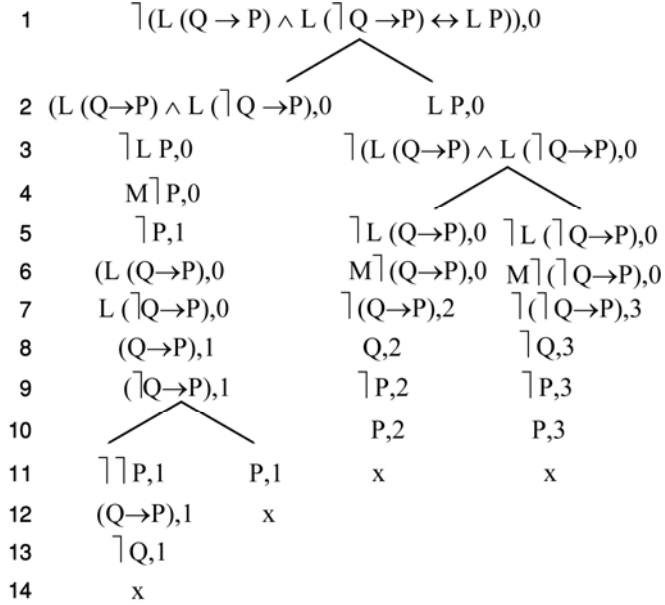 1 ⏋(L (Q → P) ∧ L (⏋Q →P) ↔ L P)),0
2 (L (Q→P) ∧ L (⏋Q →P),0 L P,0
3 ⏋L P,0 ⏋(L (Q→P) ∧ L (⏋Q→P),0
4 M⏋P,0
5 ⏋P,1 ⏋L (Q→P),0 ⏋L (⏋Q→P),0
6 (L (Q→P),0 M⏋(Q→P),0 M⏋(⏋Q→P),0
7 L (⏋Q→P),0 ⏋(Q→P),2 ⏋(⏋Q→P),3
8 (Q→P),1 Q,2 ⏋Q,3
9 (⏋Q→P),1 ⏋P,2 ⏋P,3
10 P,2 P,3
11 ⏋⏋P,1 P,1 x x
12 (Q→P),1 x
13 ⏋Q,1
14 x